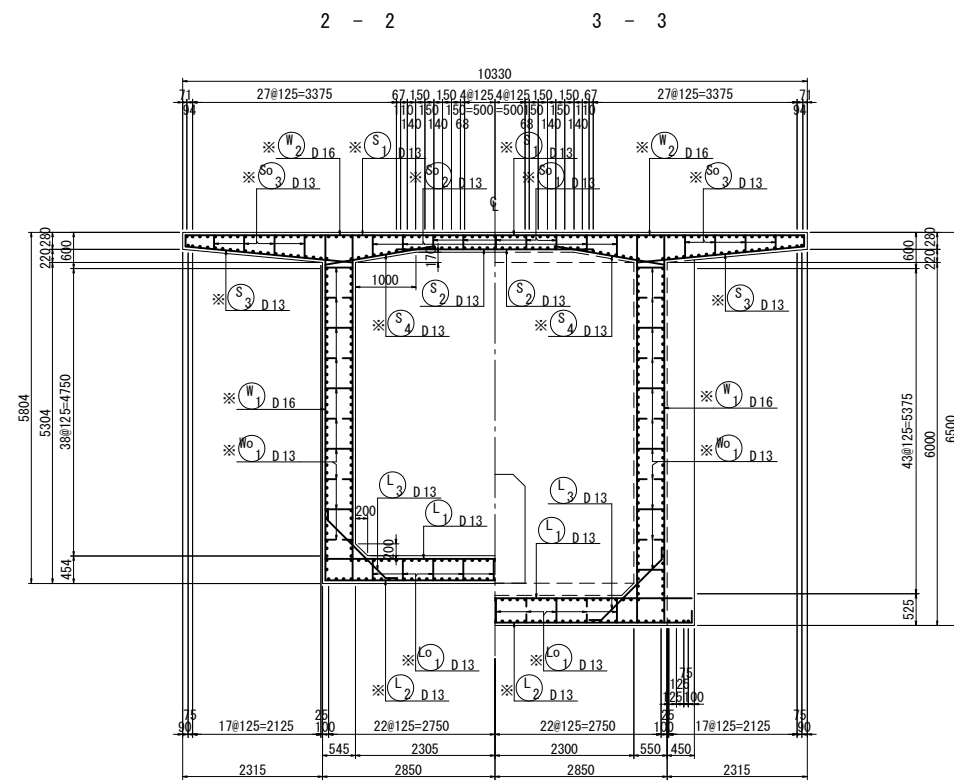 2 - 2
3 - 3
10330
71 27@125=3375 67 150 150 4@125 4@125 150 150 67 27@125=3375 71
94 110 150 150=500 =500 150 110 94
140 140 68 68 140 140
※ W2 D16
※ S1 D13
※ S1 D13
※ W2 D16
※ So3 D13
※ So2 D13
※ So1 D13
※ So3 D13
℄
280
600
220
280
600
220
170
1000
※ S3 D13
S2 D13
S2 D13
※ S3 D13
※ S4 D13
※ S4 D13
5804
5304
38@125=4750
454
43@125=5375
6000
6500
525
※ W1 D16
※ W1 D16
※ Wo1 D13
※ Wo1 D13
L3 D13
L3 D13
200
L1 D13
L1 D13
200
※ Lo1 D13
※ Lo1 D13
※ L2 D13
※ L2 D13
75
125
125 100
75 25 25 75
90 17@125=2125 100 22@125=2750 22@125=2750 100 17@125=2125 90
545 2305 2300 550 450
2315 2850 2850 2315